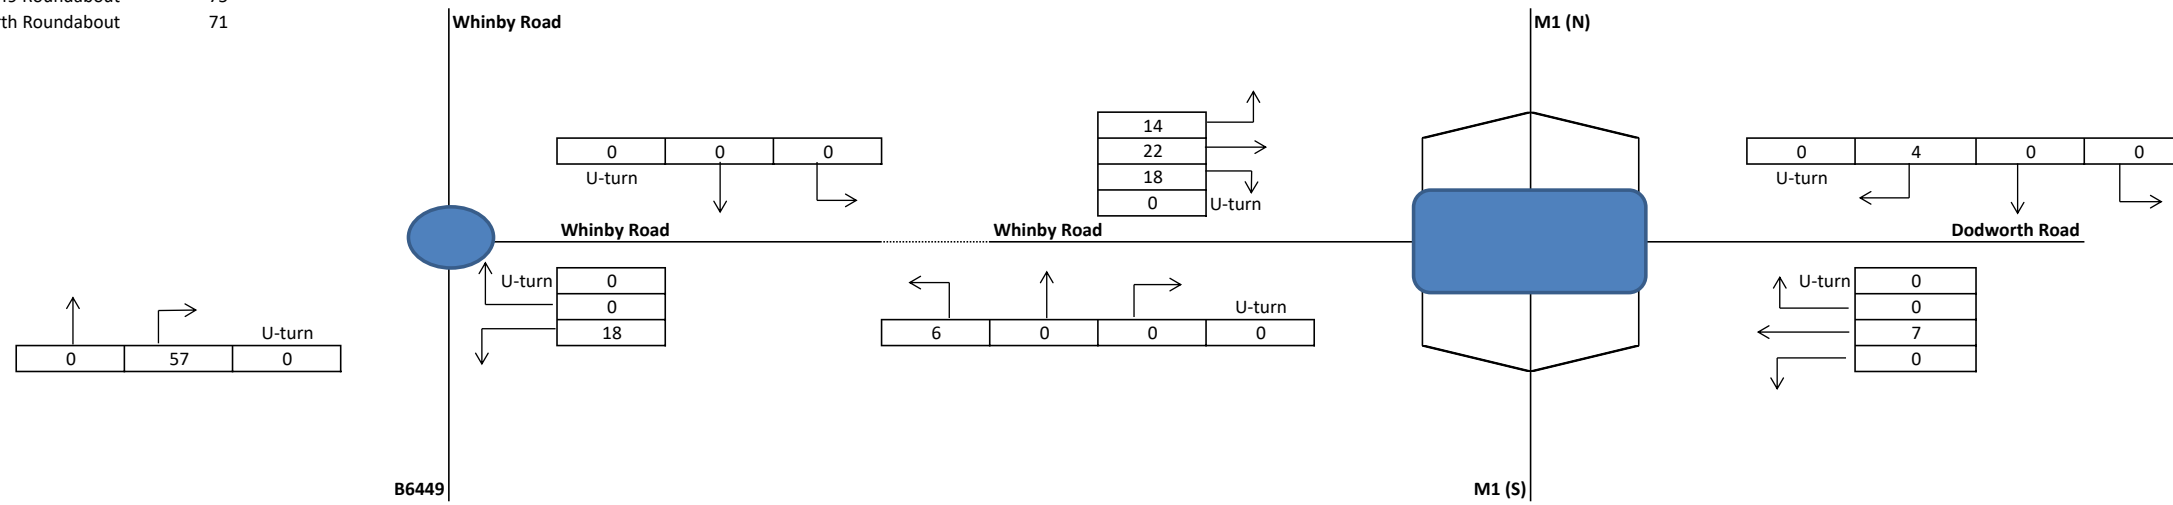 Roundabout
Roundabout 71
Whinby Road
M1 (N)
14
22
18
0 U-turn
0 0 0
U-turn
0 4 0 0
U-turn
Whinby Road
Whinby Road
Dodworth Road
U-turn 0
0
18
U-turn
6 0 0 0
U-turn 0
0
7
0
U-turn
0 57 0
B6449
M1 (S)